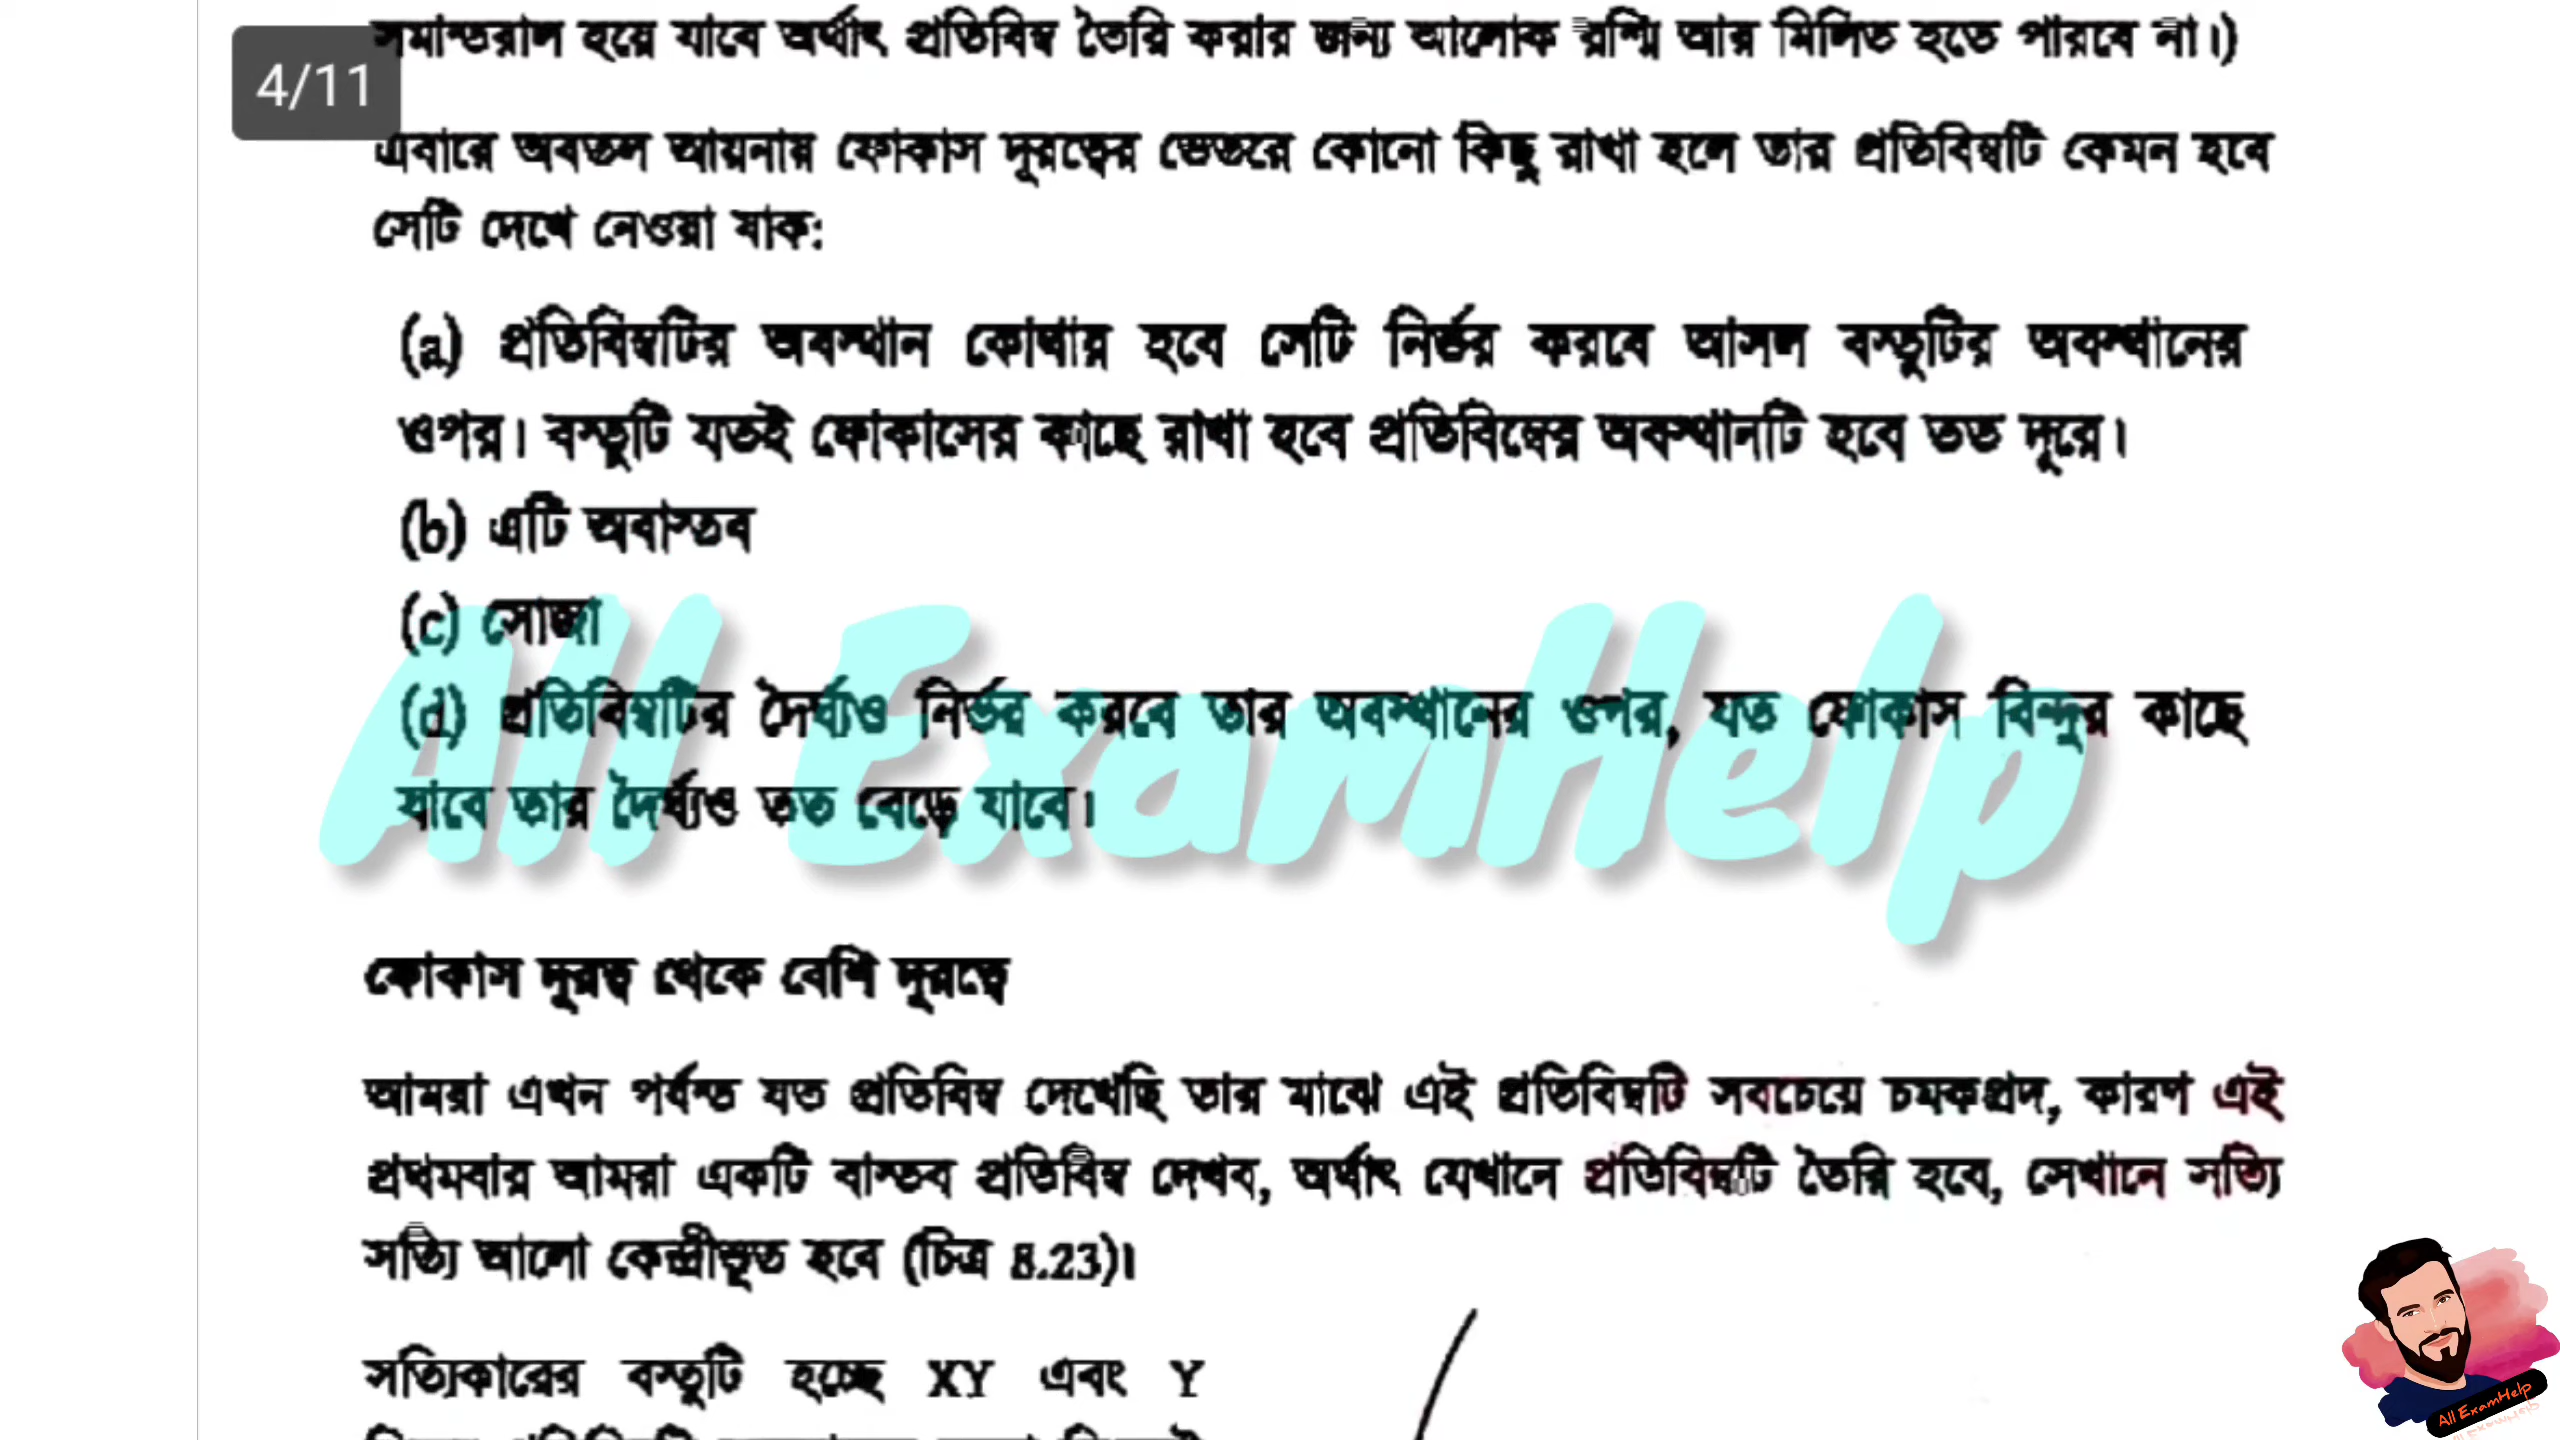 সমান্তরাল হয়ে যাবে অর্থাৎ প্রতিবিম্ব তৈরি করার জন্য আলোক রশ্মি আর মিলিত হতে পারবে না।)
4/11
এবারে অবতল আয়নায় ফোকাস দূরত্বের ভেতরে কোনো কিছু রাখা হলে তার প্রতিবিম্বটি কেমন হবে
সেটি দেখে নেওয়া যাক:
(a) প্রতিবিম্বটির অবস্থান কোথায় হবে সেটি নির্ভর করবে আসল বস্তুটির অবস্থানের
ওপর। বস্তুটি যতই ফোকাসের কাছে রাখা হবে প্রতিবিম্বের অবস্থানটি হবে তত দূরে।
(b) এটি অবাস্তব
(c) সোজা
(d) প্রতিবিম্বটির দৈর্ঘ্যও নির্ভর করবে তার অবস্থানের ওপর, যত ফোকাস বিন্দুর কাছে
যাবে তার দৈর্ঘ্যও তত বেড়ে যাবে।
All ExamHelp
ফোকাস দূরত্ব থেকে বেশি দূরত্বে
আমরা এখন পর্যন্ত যত প্রতিবিম্ব দেখেছি তার মাঝে এই প্রতিবিম্বটি সবচেয়ে চমকপ্রদ, কারণ এই
প্রথমবার আমরা একটি বাস্তব প্রতিবিম্ব দেখব, অর্থাৎ যেখানে প্রতিবিম্বটি তৈরি হবে, সেখানে সত্যি
সত্যি আলো কেন্দ্রীভূত হবে (চিত্র 8.23)।
সত্যিকারের বস্তুটি হচ্ছে XY এবং Y
All ExamHelp